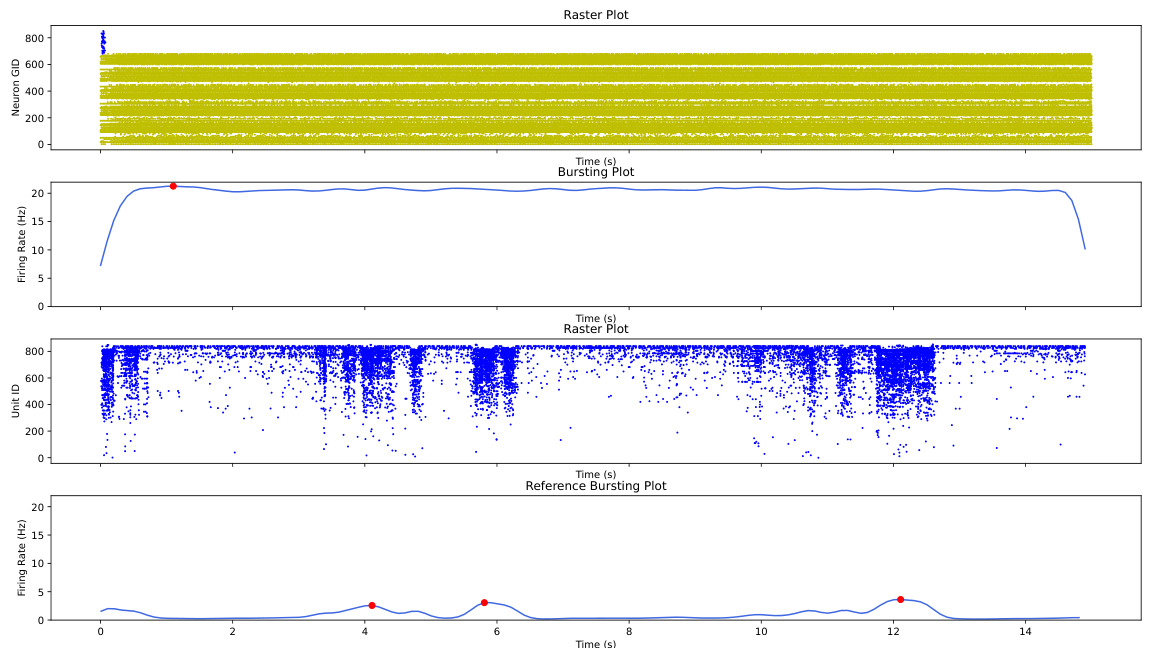 Raster Plot
800
600
400
200
0
Neuron GID
Time (s)
Bursting Plot
20
15
10
5
0
Firing Rate (Hz)
Time (s)
Raster Plot
800
600
400
200
0
Unit ID
Time (s)
Reference Bursting Plot
20
15
10
5
0
Firing Rate (Hz)
0 2 4 6 8 10 12 14
Time (s)